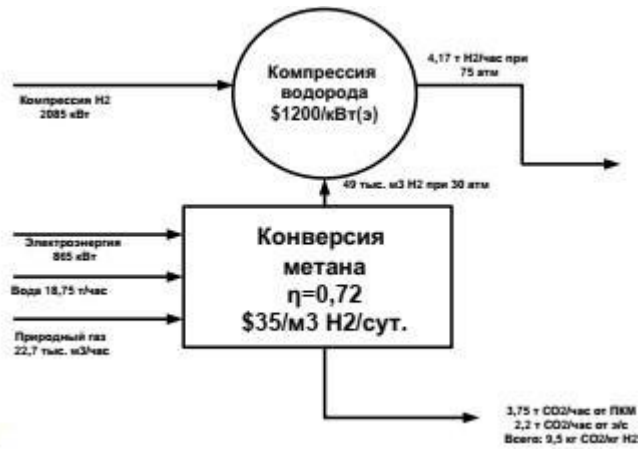 Компрессия
водорода
$1200/кВт(э)
4,17 т Н2/час при
75 атм
Компрессия Н2
2085 кВт
49 тыс. м3 Н2 при 30 атм
Электроэнергия
865 кВт
Вода 18,75 т/час
Природный газ
22,7 тыс. м3/час
Конверсия
метана
η=0,72
$35/м3 Н2/сут.
3,75 т СО2/час от ПКМ
2,2 т СО2/час от э/с
Всего: 9,5 кг СО2/кг Н2